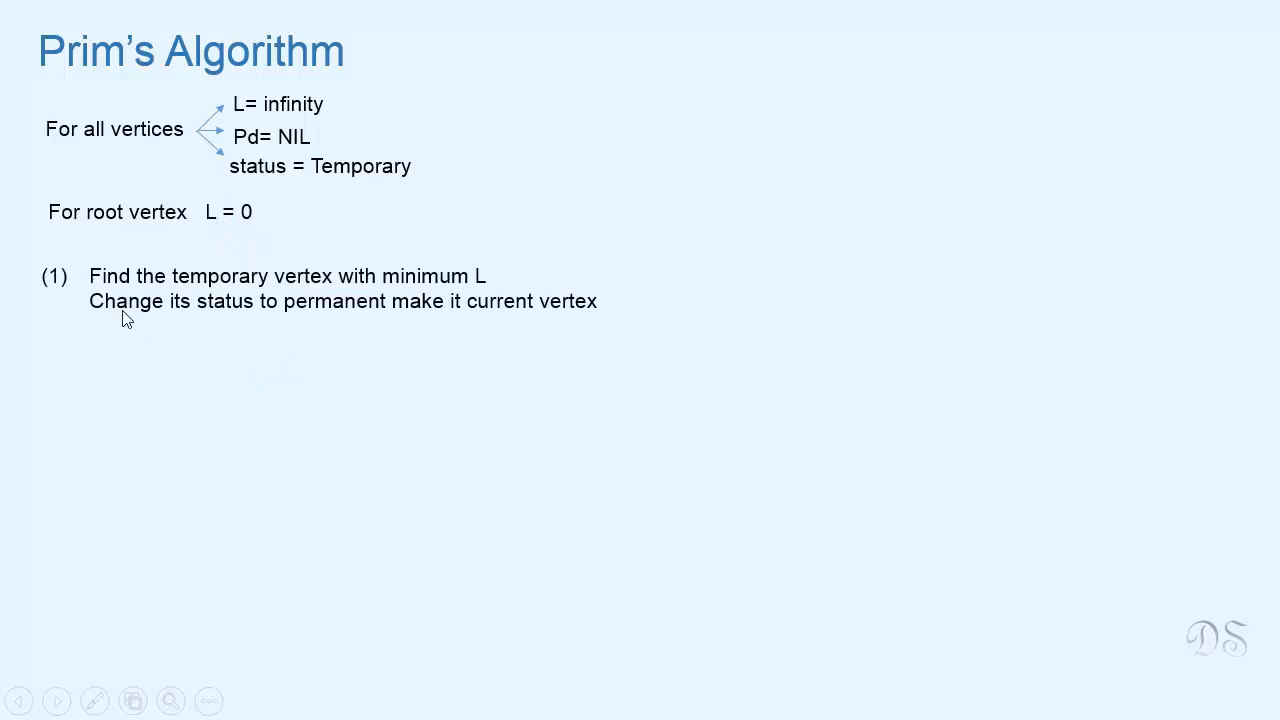 Prim's Algorithm
For all vertices
L= infinity
Pd= NIL
status = Temporary
For root vertex L = 0
(1) Find the temporary vertex with minimum L
Change its status to permanent make it current vertex
DS